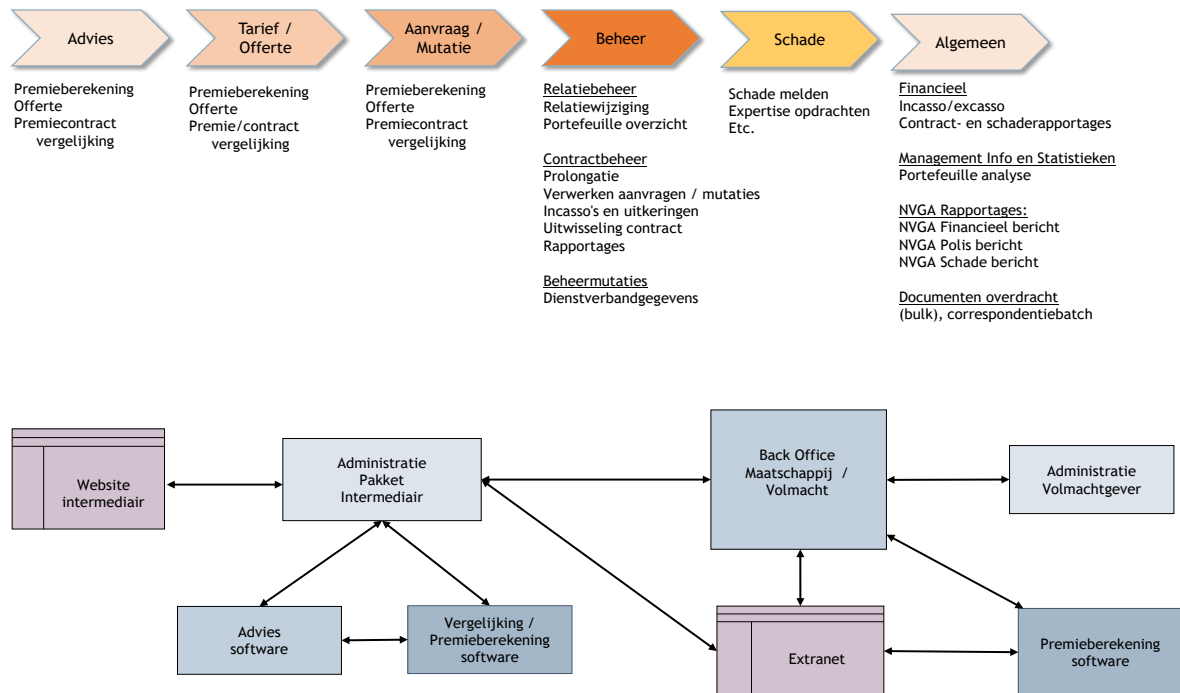 Advies
Tarief /
Offerte
Aanvraag /
Mutatie
Beheer
Schade
Algemeen
Premieberekening
Offerte
Premiecontract
vergelijking
Premieberekening
Offerte
Premie/contract
vergelijking
Premieberekening
Offerte
Premiecontract
vergelijking
Relatiebeheer
Relatiewijziging
Portefeuille overzicht
Contractbeheer
Prolongatie
Verwerken aanvragen / mutaties
Incasso's en uitkeringen
Uitwisseling contract
Rapportages
Beheermutaties
Dienstverbandgegevens
Schade melden
Expertise opdrachten
Etc.
Financieel
Incasso/excasso
Contract- en schaderapportages
Management Info en Statistieken
Portefeuille analyse
NVGA Rapportages:
NVGA Financieel bericht
NVGA Polis bericht
NVGA Schade bericht
Documenten overdracht
(bulk), correspondentiebatch
Website
intermediair
Administratie
Pakket
Intermediair
Back Office
Maatschappij /
Volmacht
Administratie
Volmachtgever
Advies
software
Vergelijking /
Premieberekening
software
Extranet
Premieberekening
software